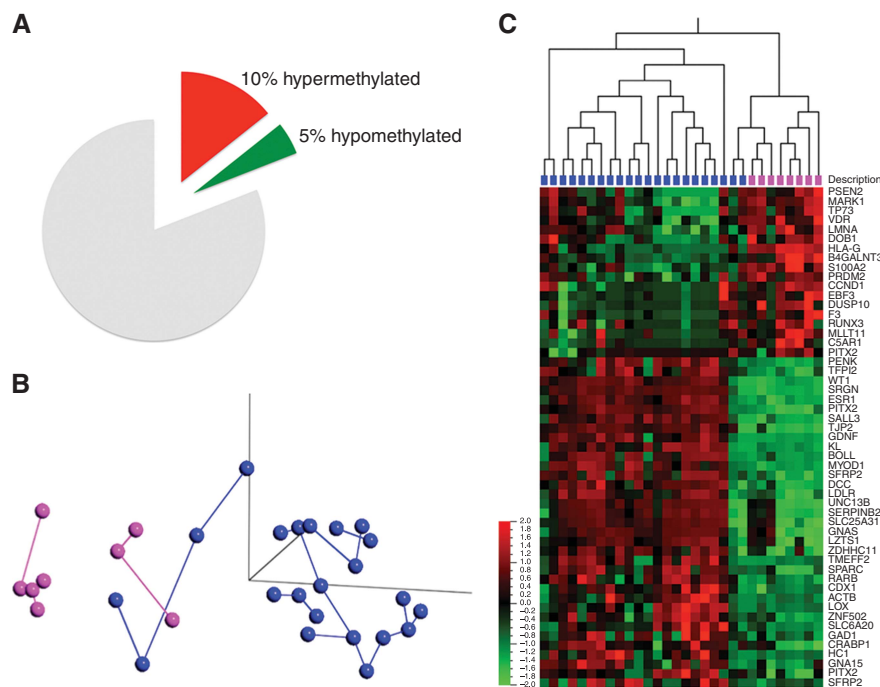 A
10% hypermethylated
5% hypomethylated
B
C
Description
PSEN2
MARK1
TP73
VDR
LMNA
DOB1
HLA-G
B4GALNT3
S100A2
PRDM2
CCND1
EBF3
DUSP10
F3
RUNX3
MLLT11
C5AR1
PITX2
PENK
TFPI2
WT1
SRGN
ESR1
PITX2
SALL3
TJP2
GDNF
KL
BOLL
MYOD1
SFRP2
DCC
LDLR
UNC13B
SERPINB2
SLC25A31
GNAS
LZTS1
ZDHHC11
TMEFF2
SPARC
RARB
CDX1
ACTB
LOX
ZNF502
SLC6A20
GAD1
CRABP1
HC1
GNA15
PITX2
SFRP2
2.0
1.8
1.6
1.4
1.2
1.0
0.8
0.6
0.4
0.2
0.0
−0.2
−0.4
−0.6
−0.8
−1.0
−1.2
−1.4
−1.6
−1.8
−2.0